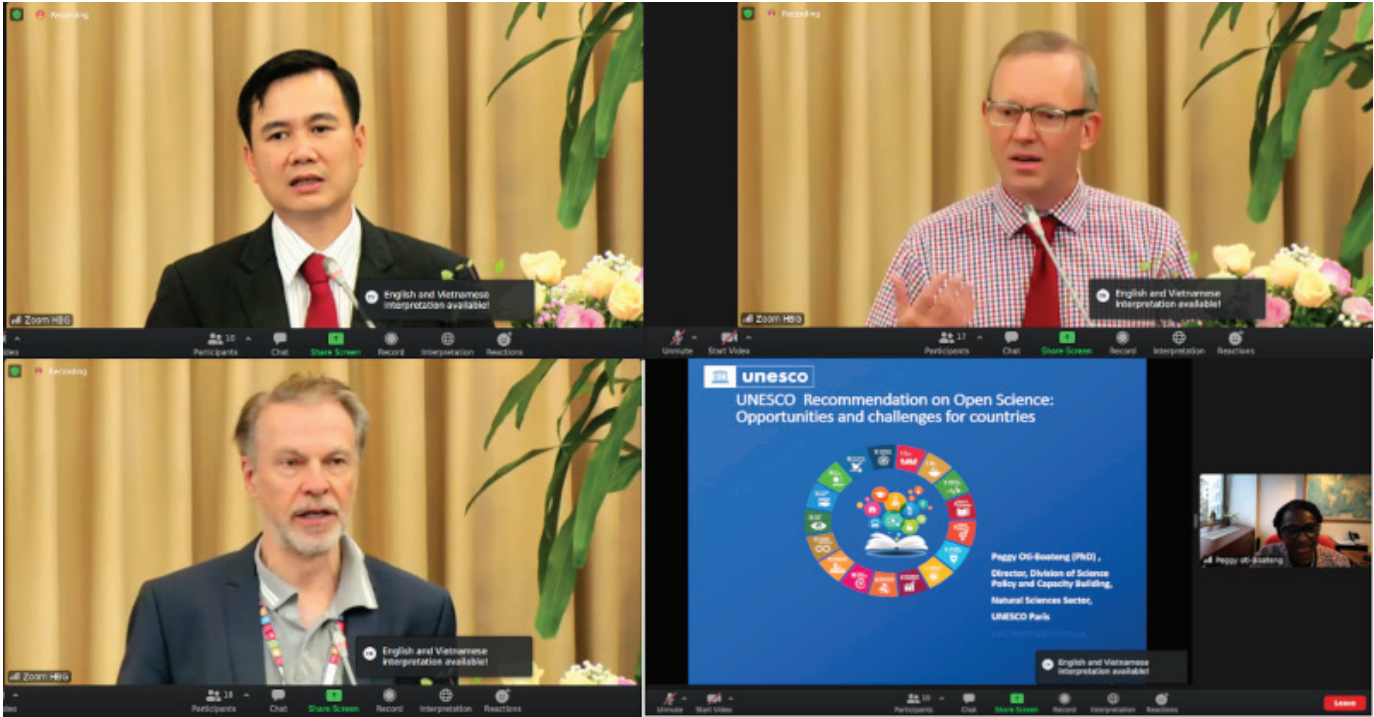 Recording
English and Vietnamese
interpretation available!
Zoom HBG
ideo
Participants
10
Chat
Share Screen
Record
Interpretation
Reactions
Recording
English and Vietnamese
interpretation available!
Zoom HBG
Unmute
Start Video
Participants
17
Chat
Share Screen
Record
Interpretation
Reactions
Recording
English and Vietnamese
interpretation available!
Zoom HBG
ideo
Participants
18
Chat
Share Screen
Record
Interpretation
Reactions
unesco
UNESCO Recommendation on Open Science:
Opportunities and challenges for countries
Peggy Oti-Boateng (PhD) ,
Director, Division of Science
Policy and Capacity Building,
Natural Sciences Sector,
UNESCO Paris
English and Vietnamese
interpretation available!
Peggy oti-Boateng
Unmute
Start Video
Participants
Chat
Share Screen
Record
Interpretation
Reactions
Leave